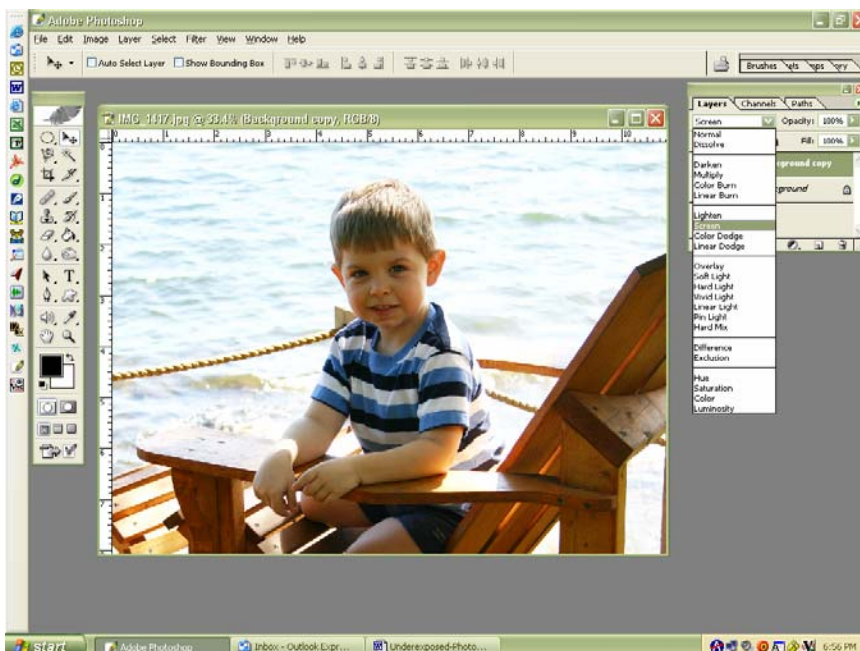 Adobe Photoshop
File Edit Image Layer Select Filter View Window Help
Auto Select Layer Show Bounding Box
Brushes
IMG_1417.jpg @ 33.4% (Background copy, RGB/8)
Layers Channels Paths
Screen Opacity: 100%
Fill: 100%
Normal
Dissolve
Darken
Multiply
Color Burn
Linear Burn
Lighten
Screen
Color Dodge
Linear Dodge
Overlay
Soft Light
Hard Light
Vivid Light
Linear Light
Pin Light
Hard Mix
Difference
Exclusion
Hue
Saturation
Color
Luminosity
ground copy
ground
start
Adobe Photoshop
Inbox - Outlook Expr...
Underexposed-Photo...
6:56 PM